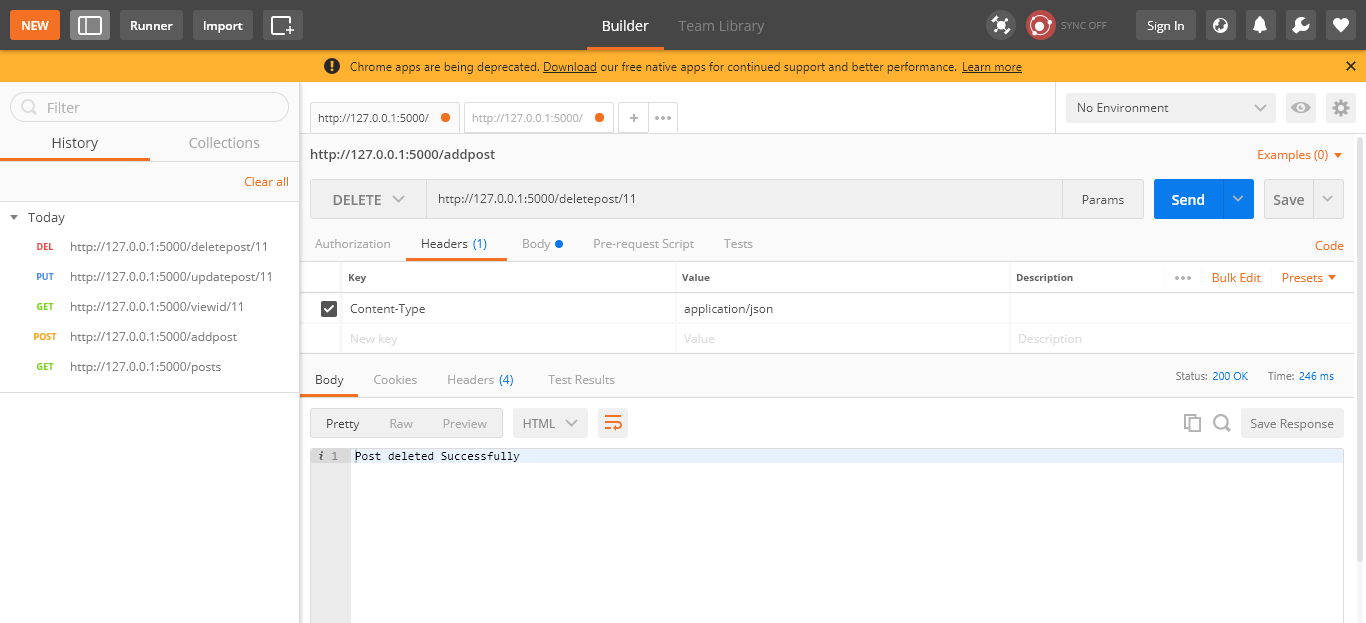 NEW Runner Import Builder Team Library SYNC OFF Sign In
! Chrome apps are being deprecated. Download our free native apps for continued support and better performance. Learn more
Filter
History Collections
Clear all
Today
DEL http://127.0.0.1:5000/deletepost/11
PUT http://127.0.0.1:5000/updatepost/11
GET http://127.0.0.1:5000/viewid/11
POST http://127.0.0.1:5000/addpost
GET http://127.0.0.1:5000/posts
http://127.0.0.1:5000/ http://127.0.0.1:5000/ + ••• No Environment
http://127.0.0.1:5000/addpost Examples (0)
DELETE http://127.0.0.1:5000/deletepost/11 Params Send Save
Authorization Headers (1) Body Pre-request Script Tests Code
Key Value Description ••• Bulk Edit Presets
Content-Type application/json
New key Value Description
Body Cookies Headers (4) Test Results Status: 200 OK Time: 246 ms
Pretty Raw Preview HTML Save Response
i 1 Post deleted Successfully